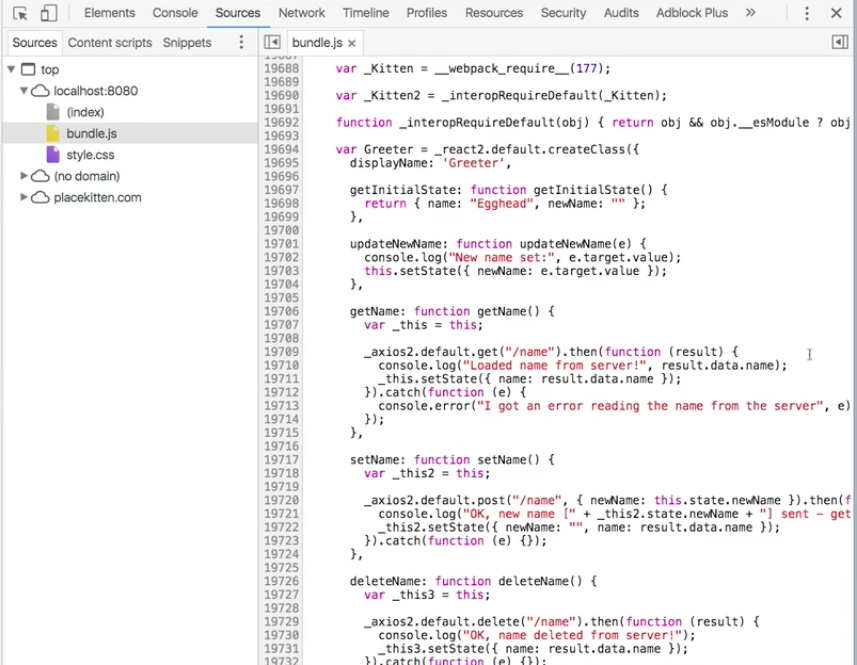 Elements Console Sources Network Timeline Profiles Resources Security Audits Adblock Plus »
Sources Content scripts Snippets
bundle.js ×
top
localhost:8080
(index)
bundle.js
style.css
(no domain)
placekitten.com
19687
19688 var _Kitten = __webpack_require__(177);
19689
19690 var _Kitten2 = _interopRequireDefault(_Kitten);
19691
19692 function _interopRequireDefault(obj) { return obj && obj.__esModule ? obj
19693
19694 var Greeter = _react2.default.createClass({
19695 displayName: 'Greeter',
19696
19697 getInitialState: function getInitialState() {
19698 return { name: "Egghead", newName: "" };
19699 },
19700
19701 updateNewName: function updateNewName(e) {
19702 console.log("New name set:", e.target.value);
19703 this.setState({ newName: e.target.value });
19704 },
19705
19706 getName: function getName() {
19707 var _this = this;
19708
19709 _axios2.default.get("/name").then(function (result) {
19710 console.log("Loaded name from server!", result.data.name);
19711 _this.setState({ name: result.data.name });
19712 }).catch(function (e) {
19713 console.error("I got an error reading the name from the server", e)
19714 });
19715 },
19716
19717 setName: function setName() {
19718 var _this2 = this;
19719
19720 _axios2.default.post("/name", { newName: this.state.newName }).then(f
19721 console.log("OK, new name [" + _this2.state.newName + "] sent - get
19722 _this2.setState({ newName: "", name: result.data.name });
19723 }).catch(function (e) {});
19724 },
19725
19726 deleteName: function deleteName() {
19727 var _this3 = this;
19728
19729 _axios2.default.delete("/name").then(function (result) {
19730 console.log("OK, name deleted from server!");
19731 _this3.setState({ name: result.data.name });
19732 }).catch(function (e) {});